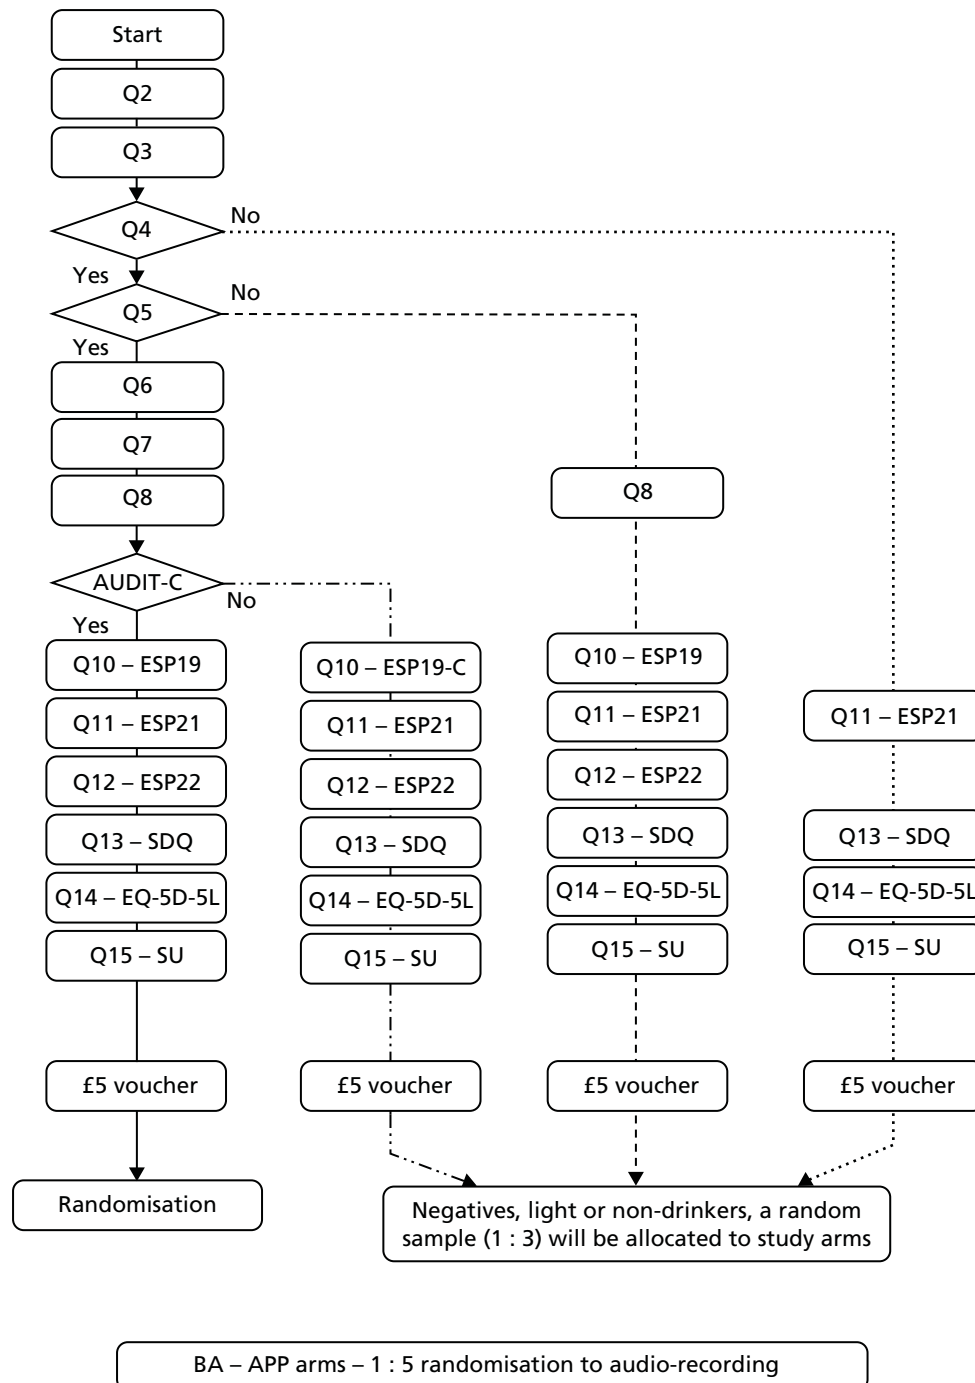 Start
Q2
Q3
Q4
No
Yes
Q5
No
Yes
Q6
Q7
Q8
Q8
AUDIT-C
No
Yes
Q10 – ESP19
Q11 – ESP21
Q12 – ESP22
Q13 – SDQ
Q14 – EQ-5D-5L
Q15 – SU
£5 voucher
Randomisation
Q10 – ESP19-C
Q11 – ESP21
Q12 – ESP22
Q13 – SDQ
Q14 – EQ-5D-5L
Q15 – SU
£5 voucher
Q10 – ESP19
Q11 – ESP21
Q12 – ESP22
Q13 – SDQ
Q14 – EQ-5D-5L
Q15 – SU
£5 voucher
Q11 – ESP21
Q13 – SDQ
Q14 – EQ-5D-5L
Q15 – SU
£5 voucher
Negatives, light or non-drinkers, a random
sample (1 : 3) will be allocated to study arms
BA – APP arms – 1 : 5 randomisation to audio-recording